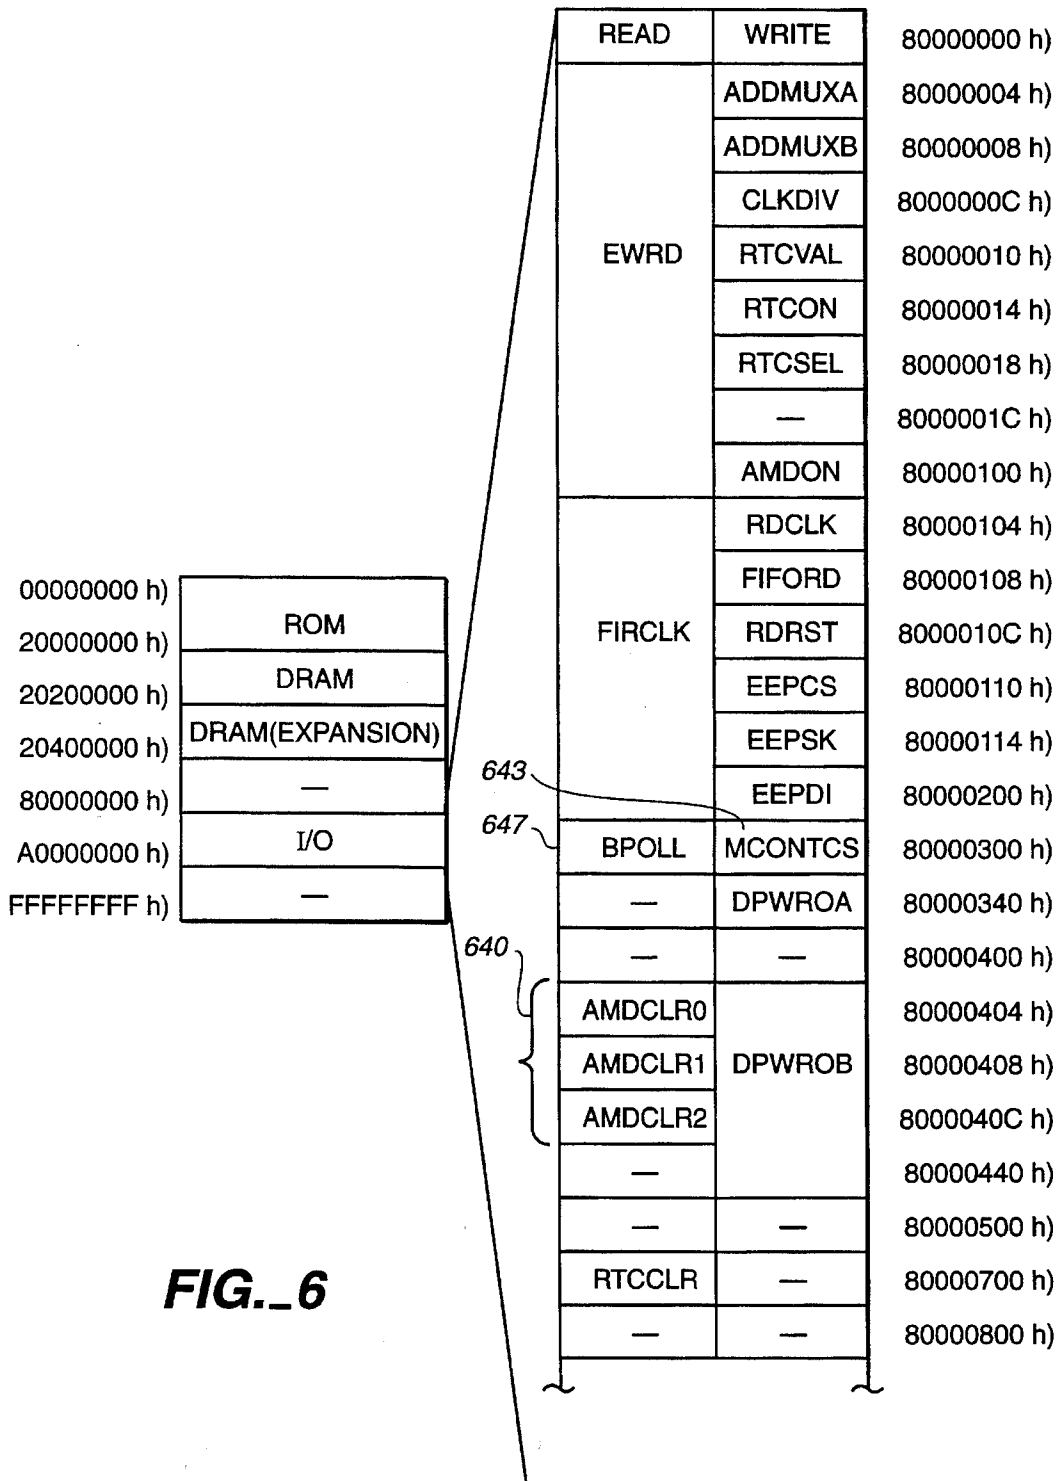 READ WRITE 80000000 h)
ADDMUXA 80000004 h)
ADDMUXB 80000008 h)
CLKDIV 8000000C h)
EWRD RTCVAL 80000010 h)
RTCON 80000014 h)
RTCSEL 80000018 h)
— 8000001C h)
AMDON 80000100 h)
RDCLK 80000104 h)
FIFORD 80000108 h)
FIRCLK RDRST 8000010C h)
EEPCS 80000110 h)
EEPSK 80000114 h)
EEPDI 80000200 h)
643
647
BPOLL MCONTCS 80000300 h)
— DPWROA 80000340 h)
— — 80000400 h)
640
AMDCLR0 80000404 h)
AMDCLR1 DPWROB 80000408 h)
AMDCLR2 8000040C h)
— 80000440 h)
— — 80000500 h)
RTCCLR — 80000700 h)
— — 80000800 h)
00000000 h)
ROM
20000000 h)
DRAM
20200000 h)
DRAM(EXPANSION)
20400000 h)
—
80000000 h)
I/O
A0000000 h)
—
FFFFFFFF h)
FIG._6